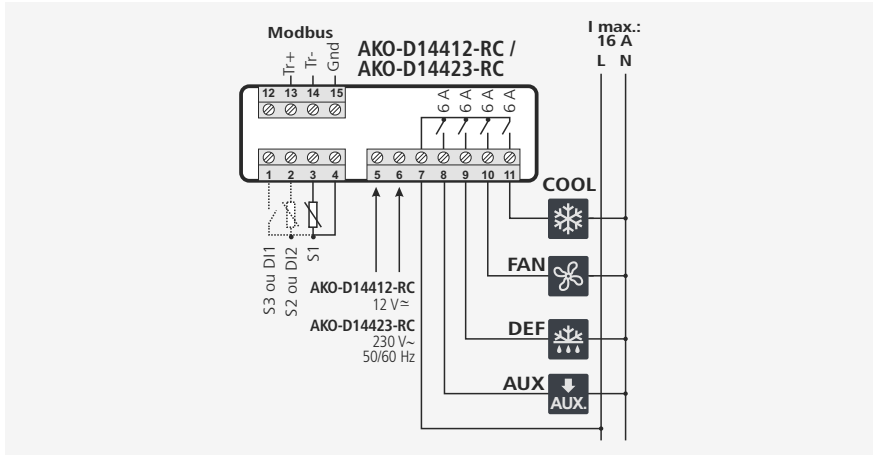 Modbus
Tr+
Tr-
Gnd
AKO-D14412-RC /
AKO-D14423-RC
I max.:
16 A
L N
12 13 14 15
6 A 6 A 6 A 6 A
1 2 3 4 5 6 7 8 9 10 11
S3 ou DI1
S2 ou DI2
S1
COOL
FAN
AKO-D14412-RC
12 V≂
AKO-D14423-RC
230 V~
50/60 Hz
DEF
AUX
AUX.